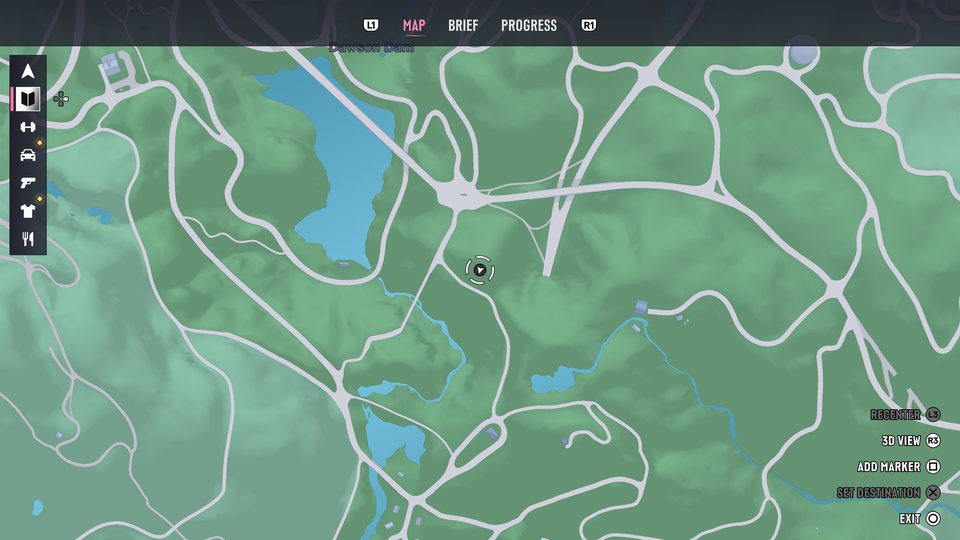 L1 MAP BRIEF PROGRESS R1
Dawson Dam
RECENTER L3
3D VIEW R3
ADD MARKER
SET DESTINATION
EXIT